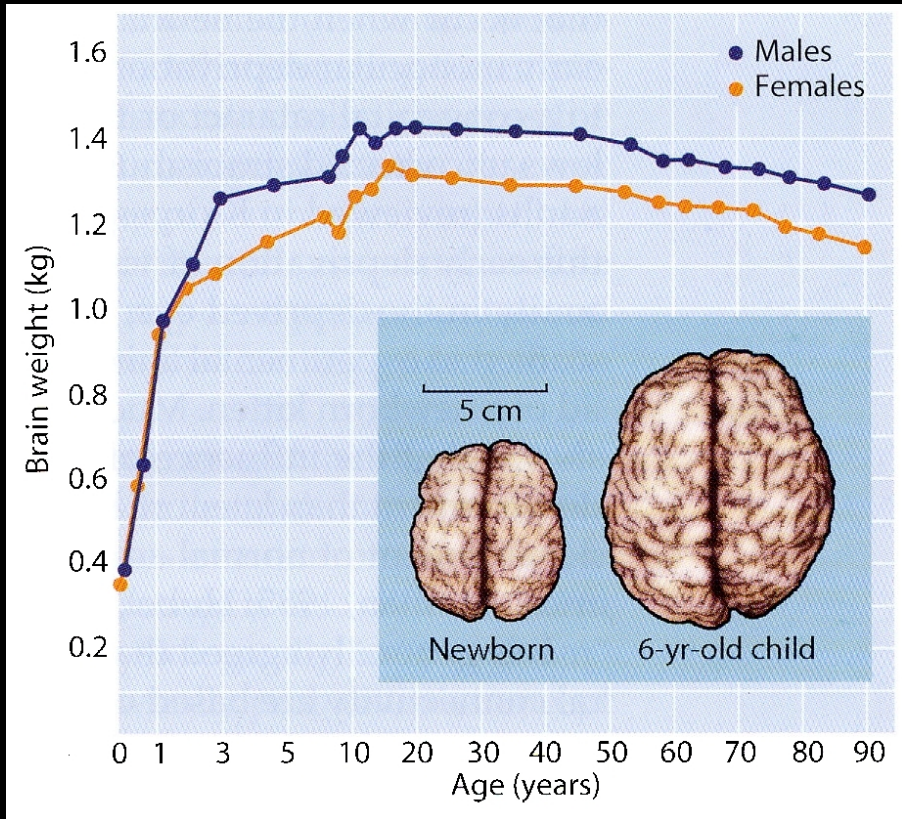 1.6
1.4
1.2
1.0
0.8
0.6
0.4
0.2
Brain weight (kg)
Males
Females
5 cm
Newborn
6-yr-old child
0 1 3 5 10 20 30 40 50 60 70 80 90
Age (years)